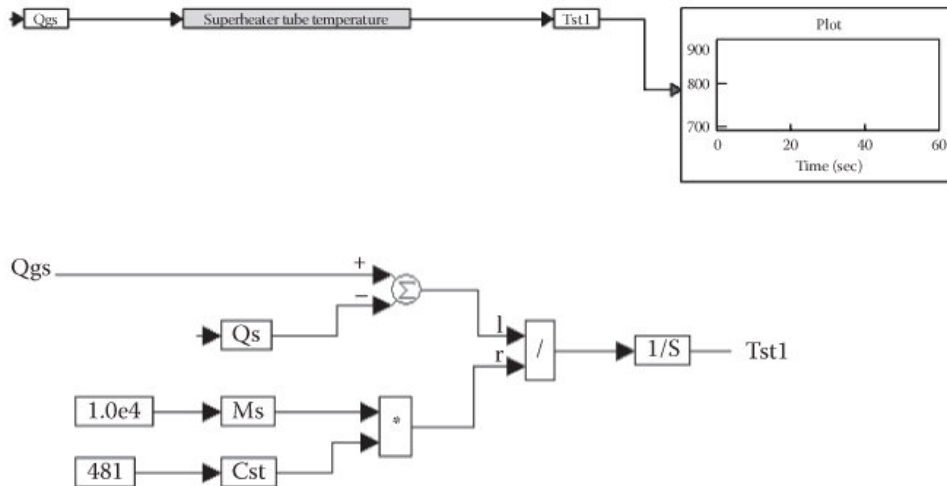 Qgs
Superheater tube temperature
Tst1
Plot
900
800
700
0 20 40 60
Time (sec)
Qgs
+
Σ
−
Qs
l
r
/
1/S
Tst1
1.0e4
Ms
*
481
Cst